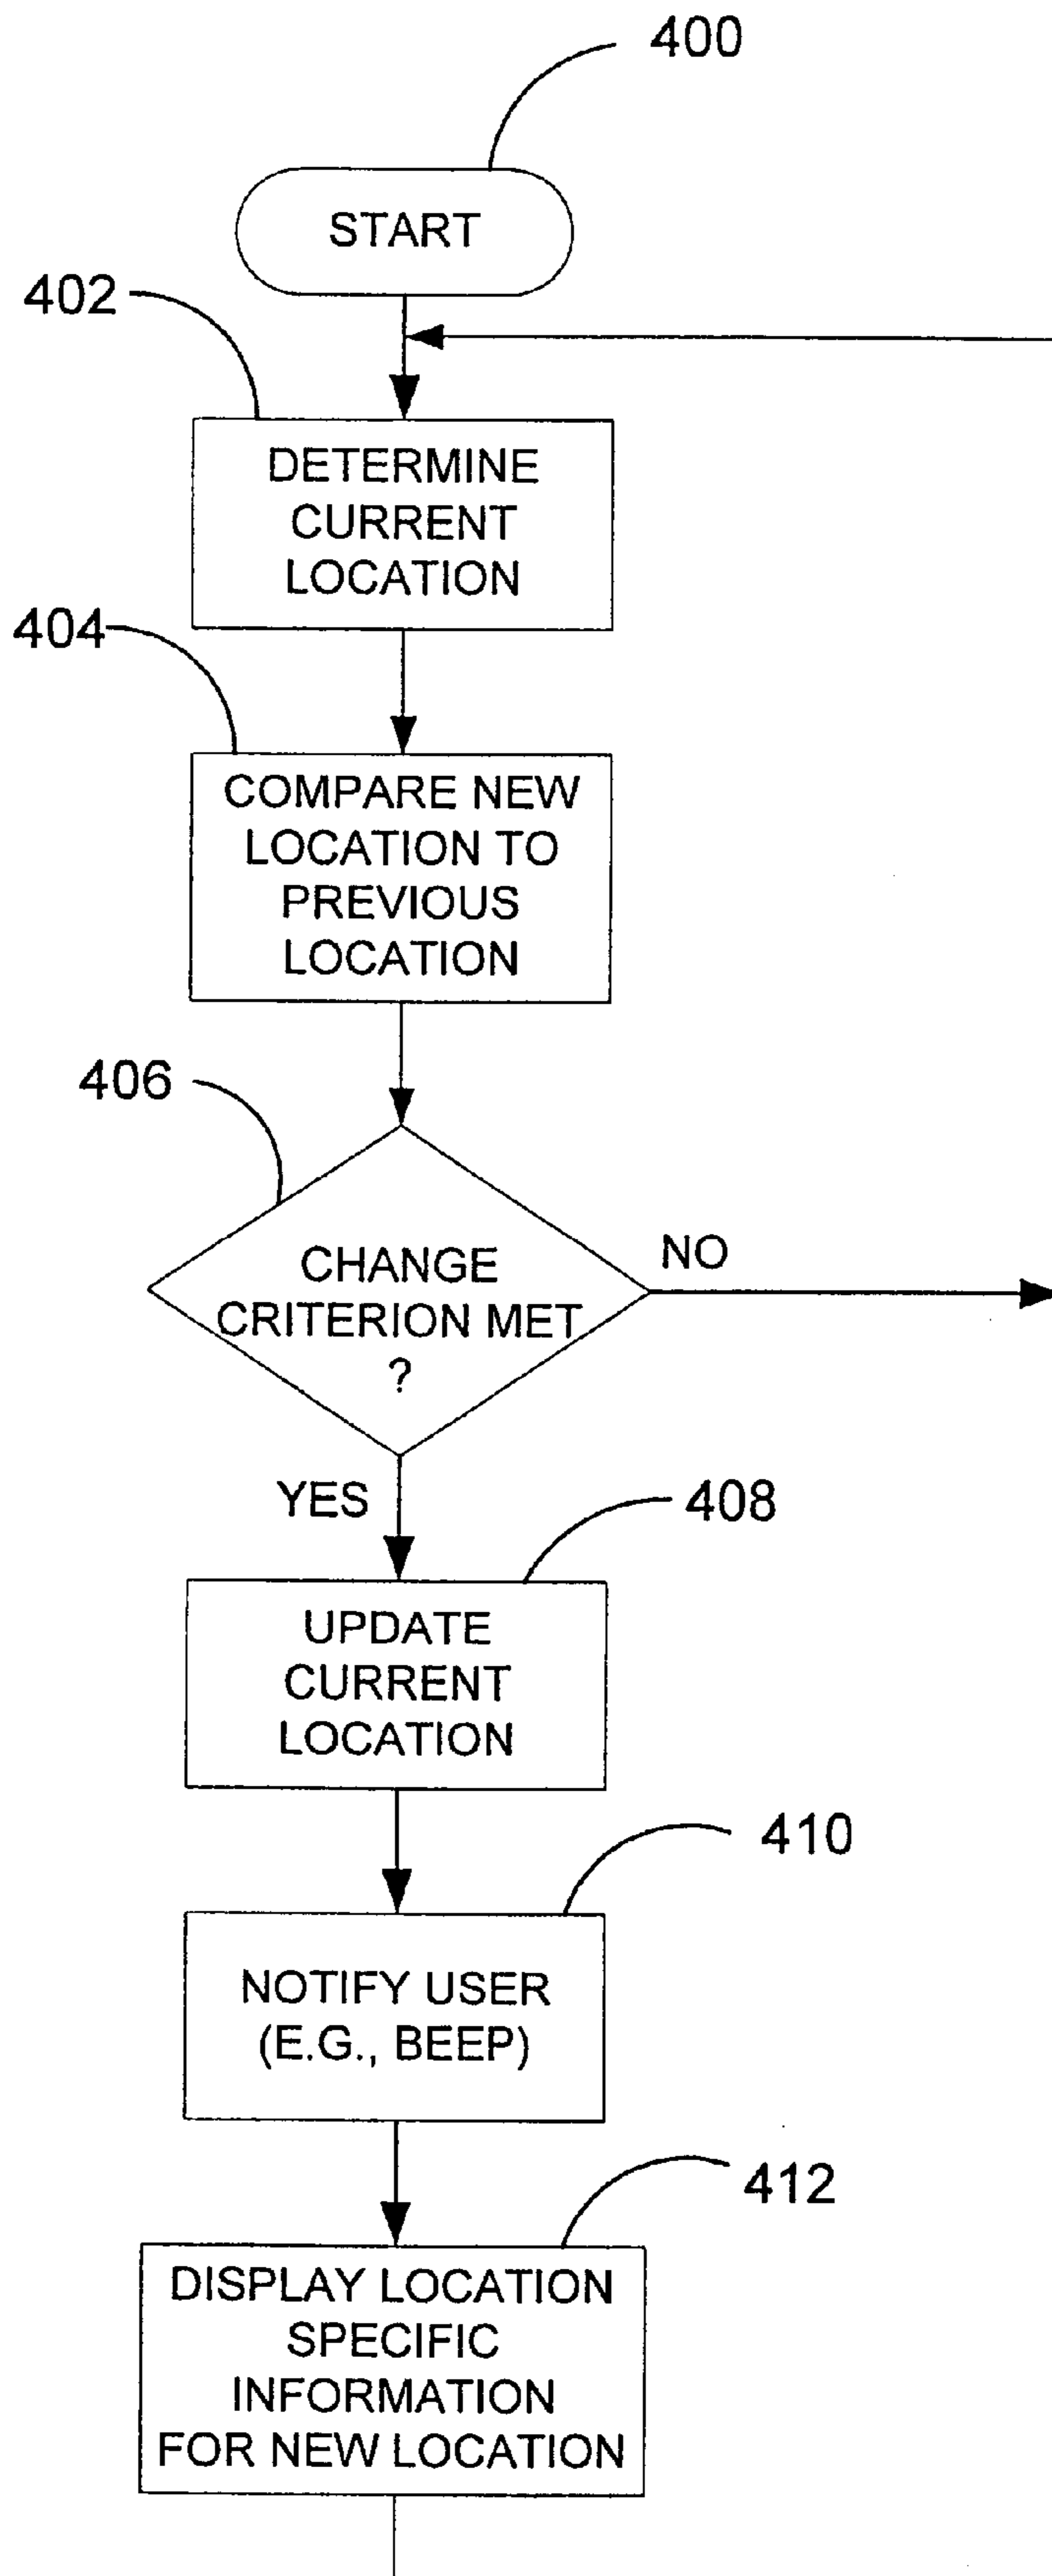 400
START
402
DETERMINE
CURRENT
LOCATION
404
COMPARE NEW
LOCATION TO
PREVIOUS
LOCATION
406
CHANGE
CRITERION MET
?
NO
YES
408
UPDATE
CURRENT
LOCATION
410
NOTIFY USER
(E.G., BEEP)
412
DISPLAY LOCATION
SPECIFIC
INFORMATION
FOR NEW LOCATION